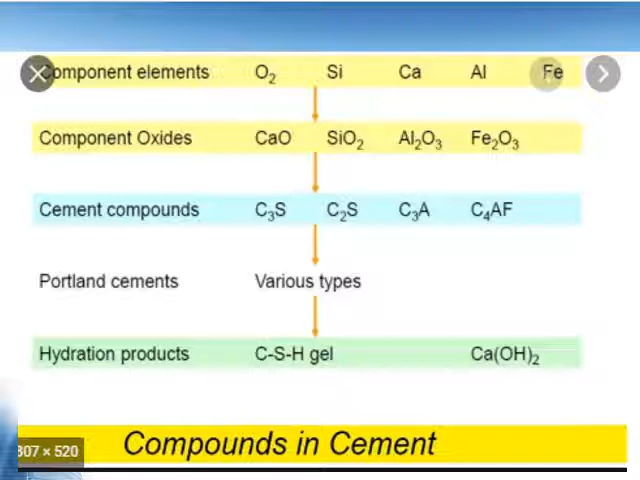 Component elements O₂ Si Ca Al Fe
Component Oxides CaO SiO₂ Al₂O₃ Fe₂O₃
Cement compounds C₃S C₂S C₃A C₄AF
Portland cements Various types
Hydration products C-S-H gel Ca(OH)₂
Compounds in Cement
307 × 520